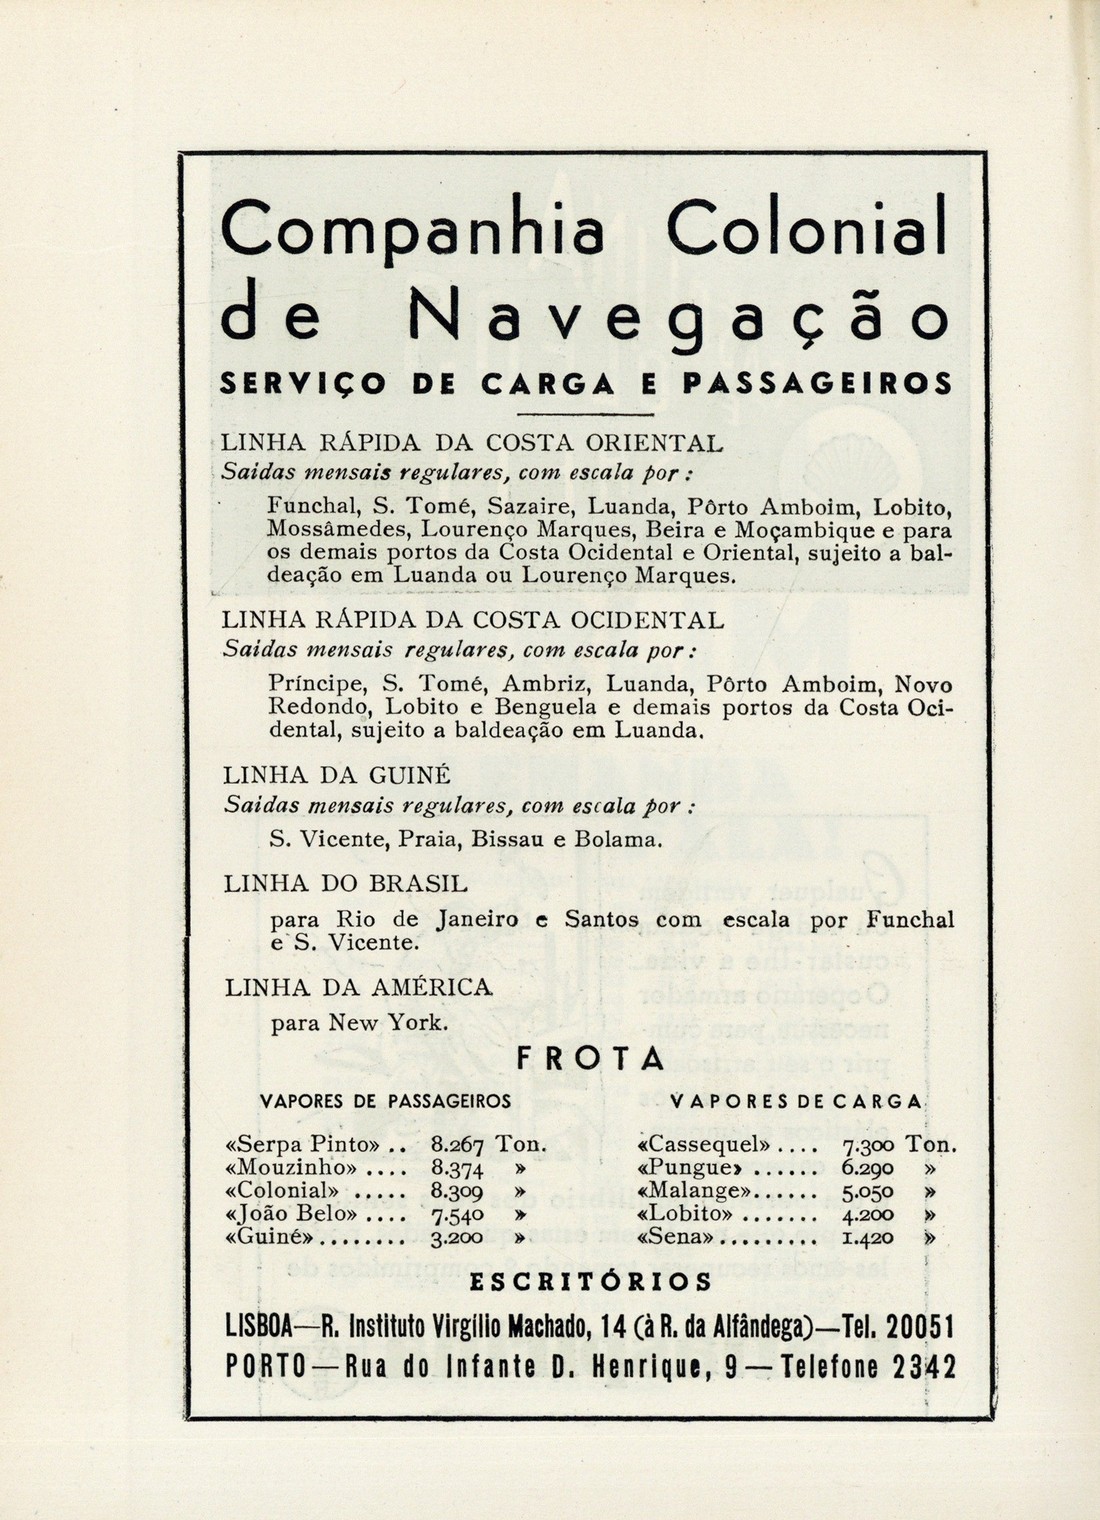 Companhia Colonial
de Navegação
SERVIÇO DE CARGA E PASSAGEIROS
LINHA RÁPIDA DA COSTA ORIENTAL
Saidas mensais regulares, com escala por :
Funchal, S. Tomé, Sazaire, Luanda, Pôrto Amboim, Lobito,
Mossâmedes, Lourenço Marques, Beira e Moçambique e para
os demais portos da Costa Ocidental e Oriental, sujeito a bal-
deação em Luanda ou Lourenço Marques.
LINHA RÁPIDA DA COSTA OCIDENTAL
Saidas mensais regulares, com escala por :
Príncipe, S. Tomé, Ambriz, Luanda, Pôrto Amboim, Novo
Redondo, Lobito e Benguela e demais portos da Costa Oci-
dental, sujeito a baldeação em Luanda.
LINHA DA GUINÉ
Saidas mensais regulares, com escala por :
S. Vicente, Praia, Bissau e Bolama.
LINHA DO BRASIL
para Rio de Janeiro e Santos com escala por Funchal
e S. Vicente.
LINHA DA AMÉRICA
para New York.
FROTA
VAPORES DE PASSAGEIROS
«Serpa Pinto» .. 8.267 Ton.
«Mouzinho» .... 8.374 »
«Colonial» ..... 8.309 »
«João Belo» .... 7.540 »
«Guiné» ........ 3.200 »
VAPORES DE CARGA
«Cassequel» .... 7.300 Ton.
«Pungue» ...... 6.290 »
«Malange»...... 5.050 »
«Lobito» ....... 4.200 »
«Sena» ......... 1.420 »
ESCRITÓRIOS
LISBOA—R. Instituto Virgílio Machado, 14 (à R. da Alfândega)—Tel. 20051
PORTO—Rua do Infante D. Henrique, 9—Telefone 2342